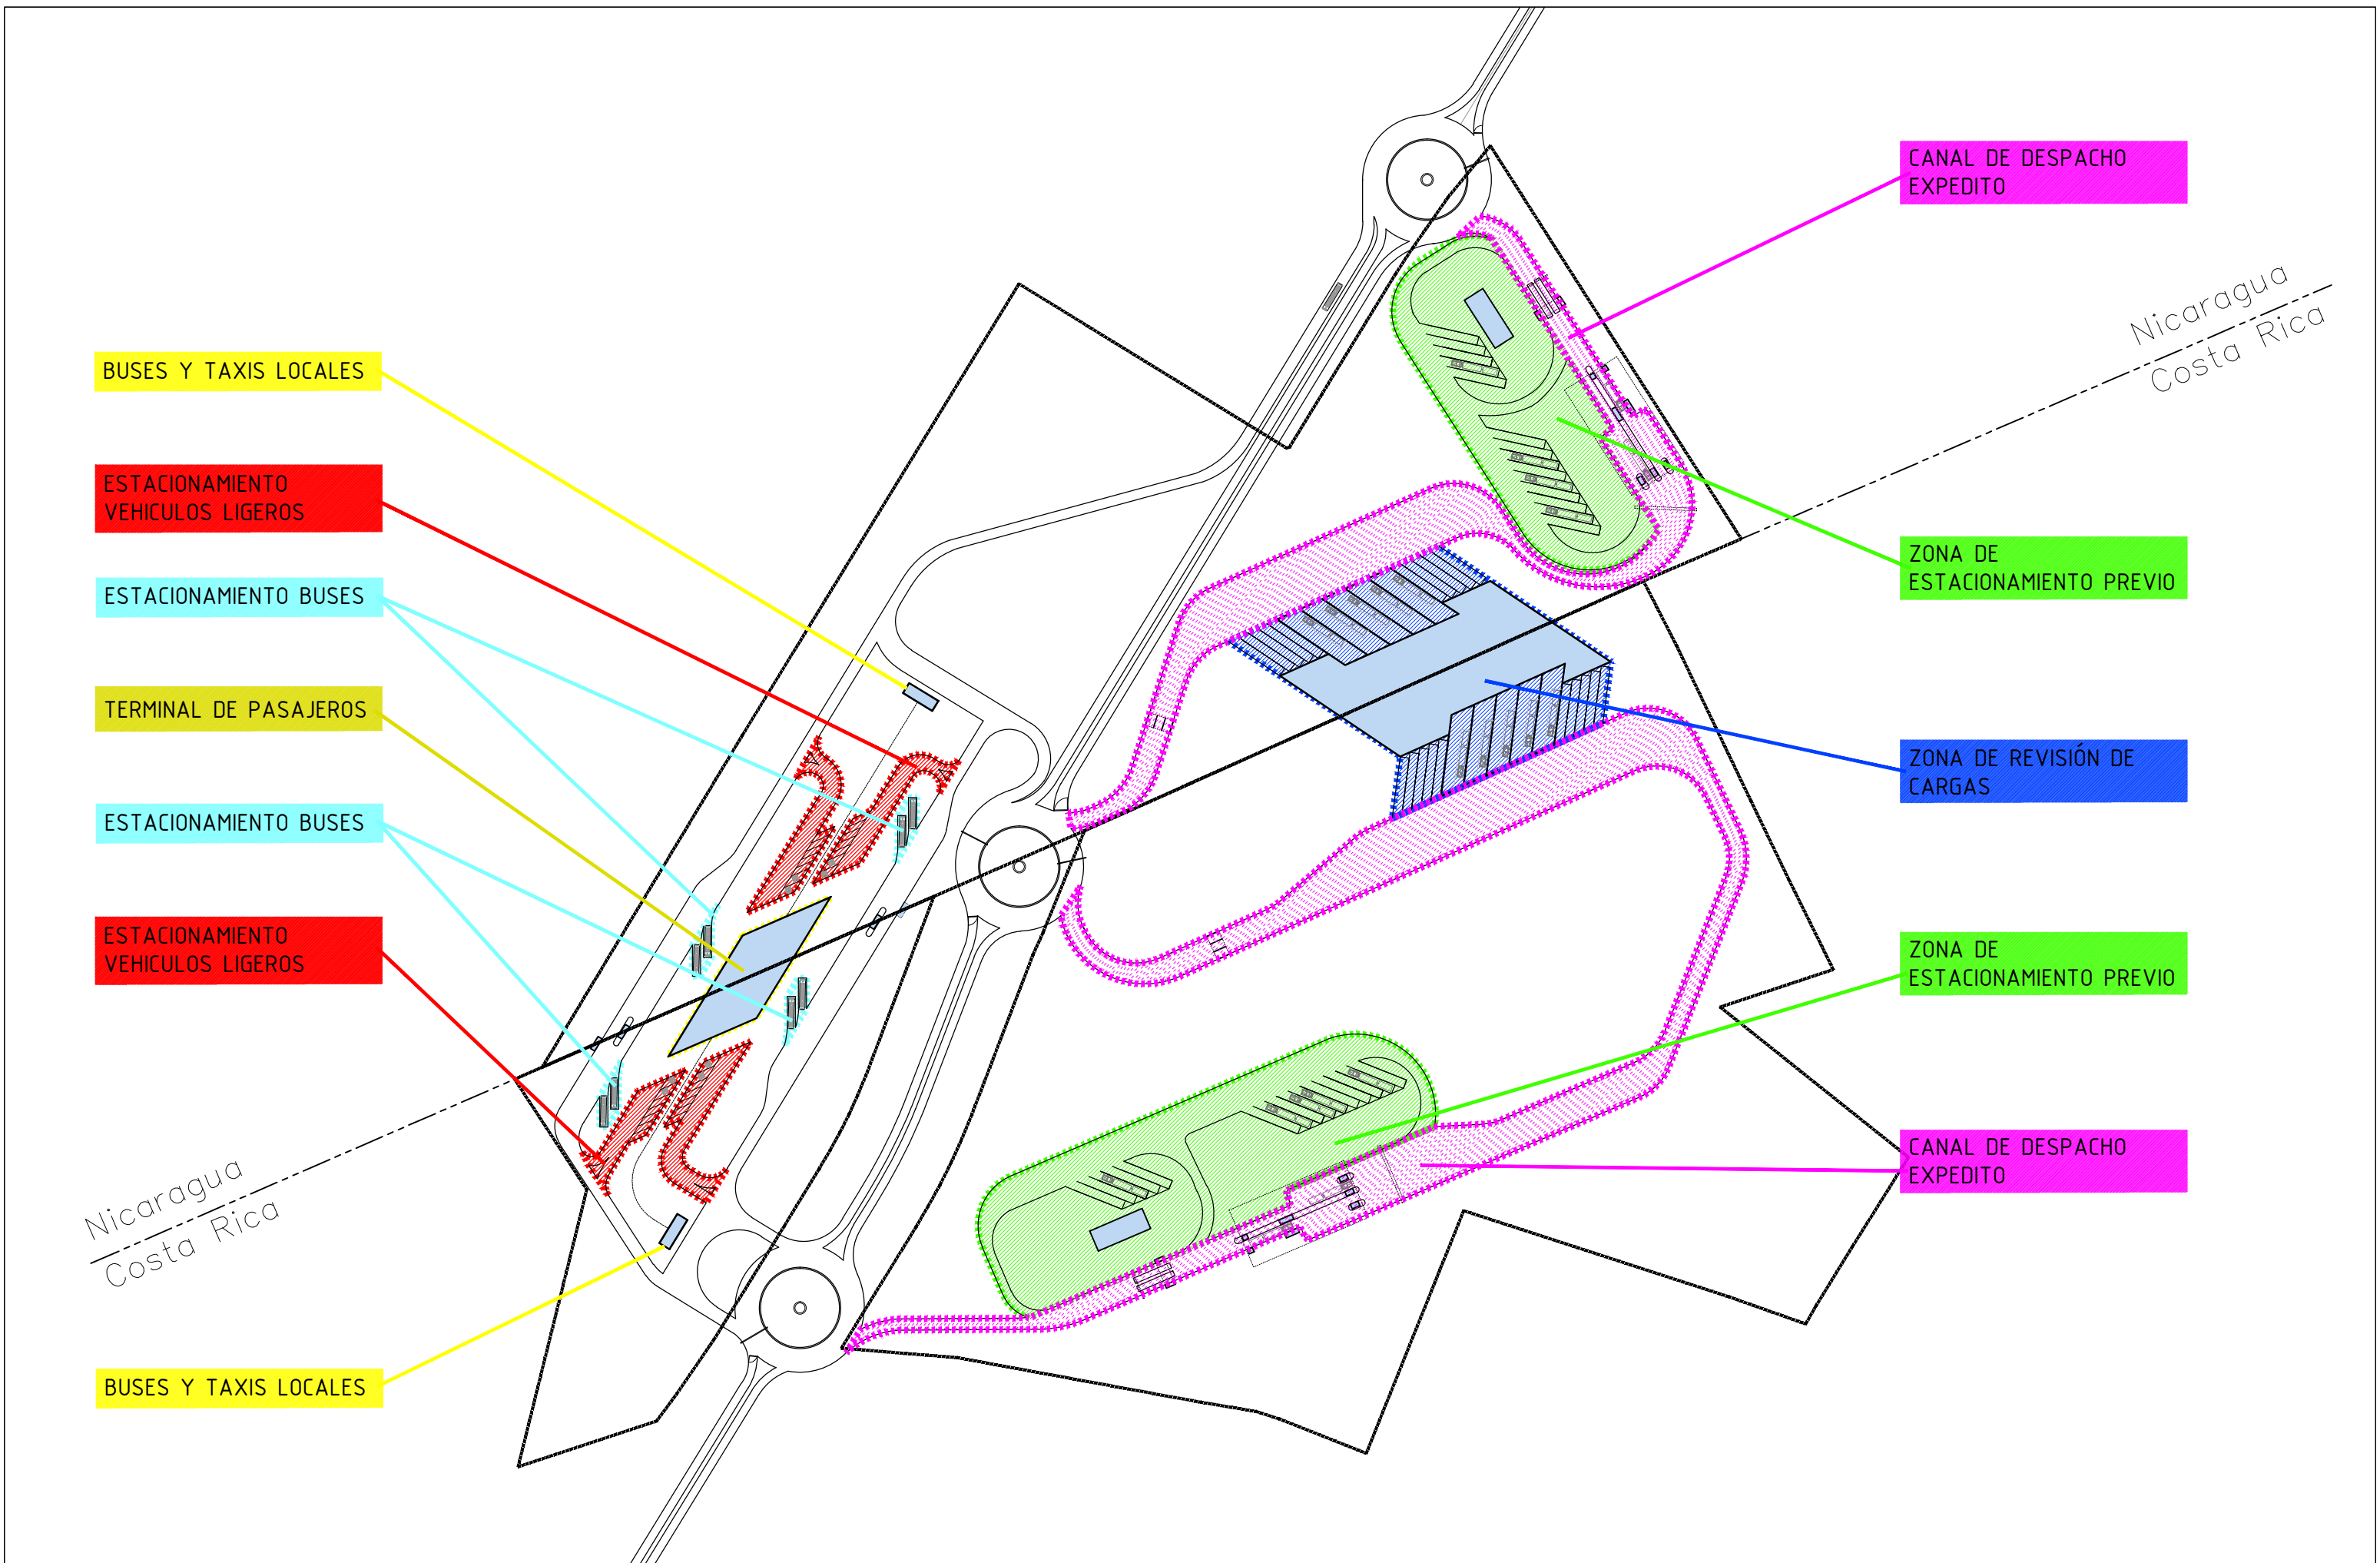 BUSES Y TAXIS LOCALES
ESTACIONAMIENTO
VEHICULOS LIGEROS
ESTACIONAMIENTO BUSES
TERMINAL DE PASAJEROS
ESTACIONAMIENTO BUSES
ESTACIONAMIENTO
VEHICULOS LIGEROS
Nicaragua
Costa Rica
BUSES Y TAXIS LOCALES
CANAL DE DESPACHO
EXPEDITO
Nicaragua
Costa Rica
ZONA DE
ESTACIONAMIENTO PREVIO
ZONA DE REVISIÓN DE
CARGAS
ZONA DE
ESTACIONAMIENTO PREVIO
CANAL DE DESPACHO
EXPEDITO